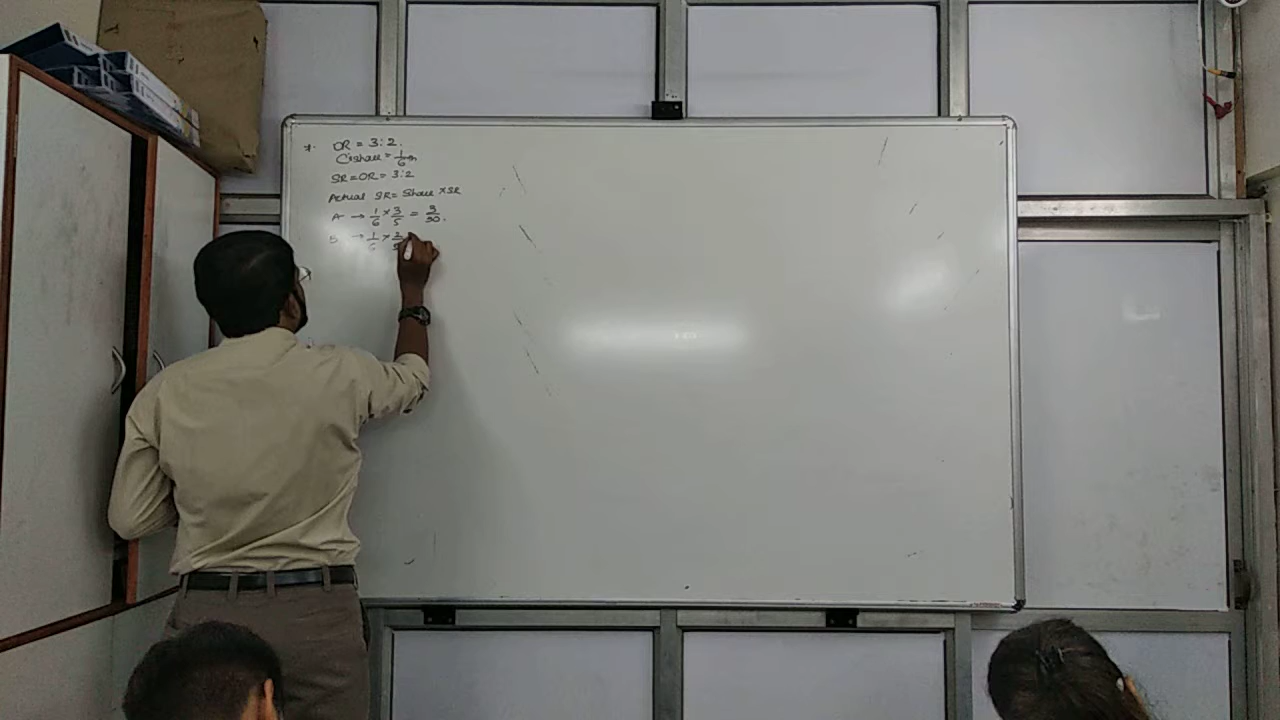 7. OR = 3:2.
C's share = 1/6
SR = OR = 3:2
Actual SR = Share × SR
A → 1/6 × 3/5 = 3/30.
B → 1/6 × 2/5